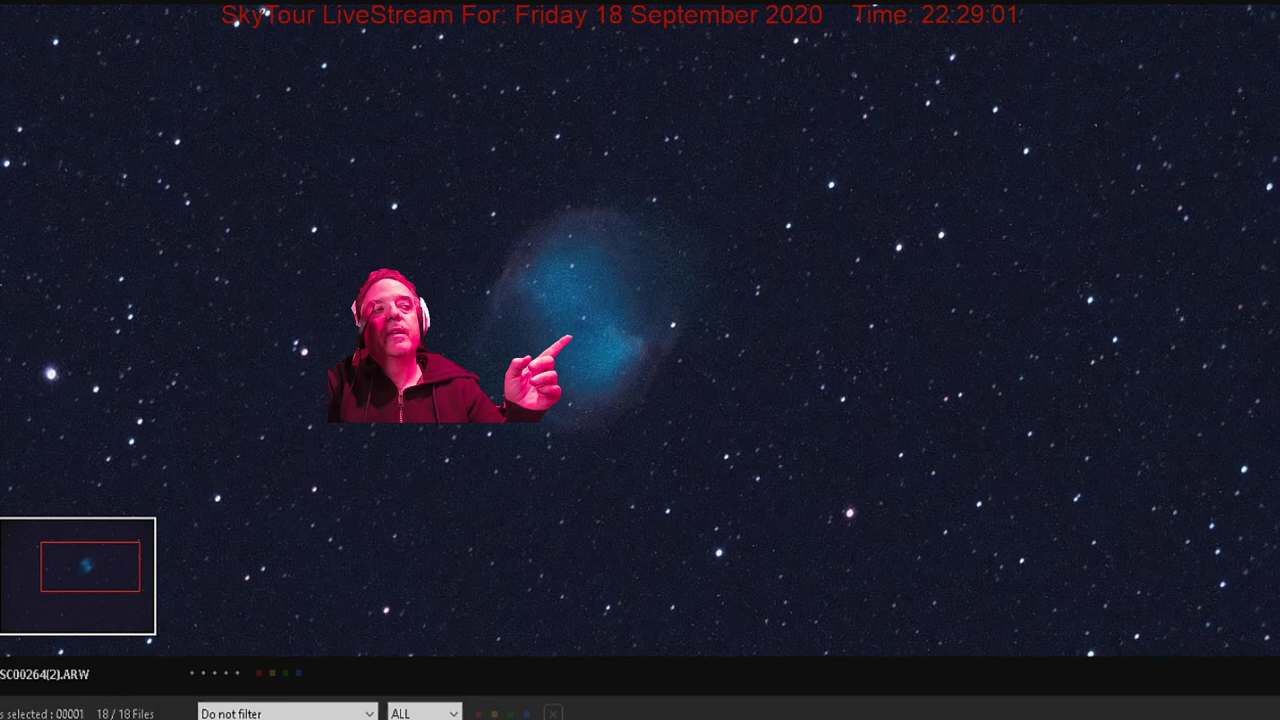 SkyTour LiveStream For: Friday 18 September 2020 Time: 22:29:01
SC00264(2).ARW
s selected : 00001 18 / 18 Files Do not filter ALL